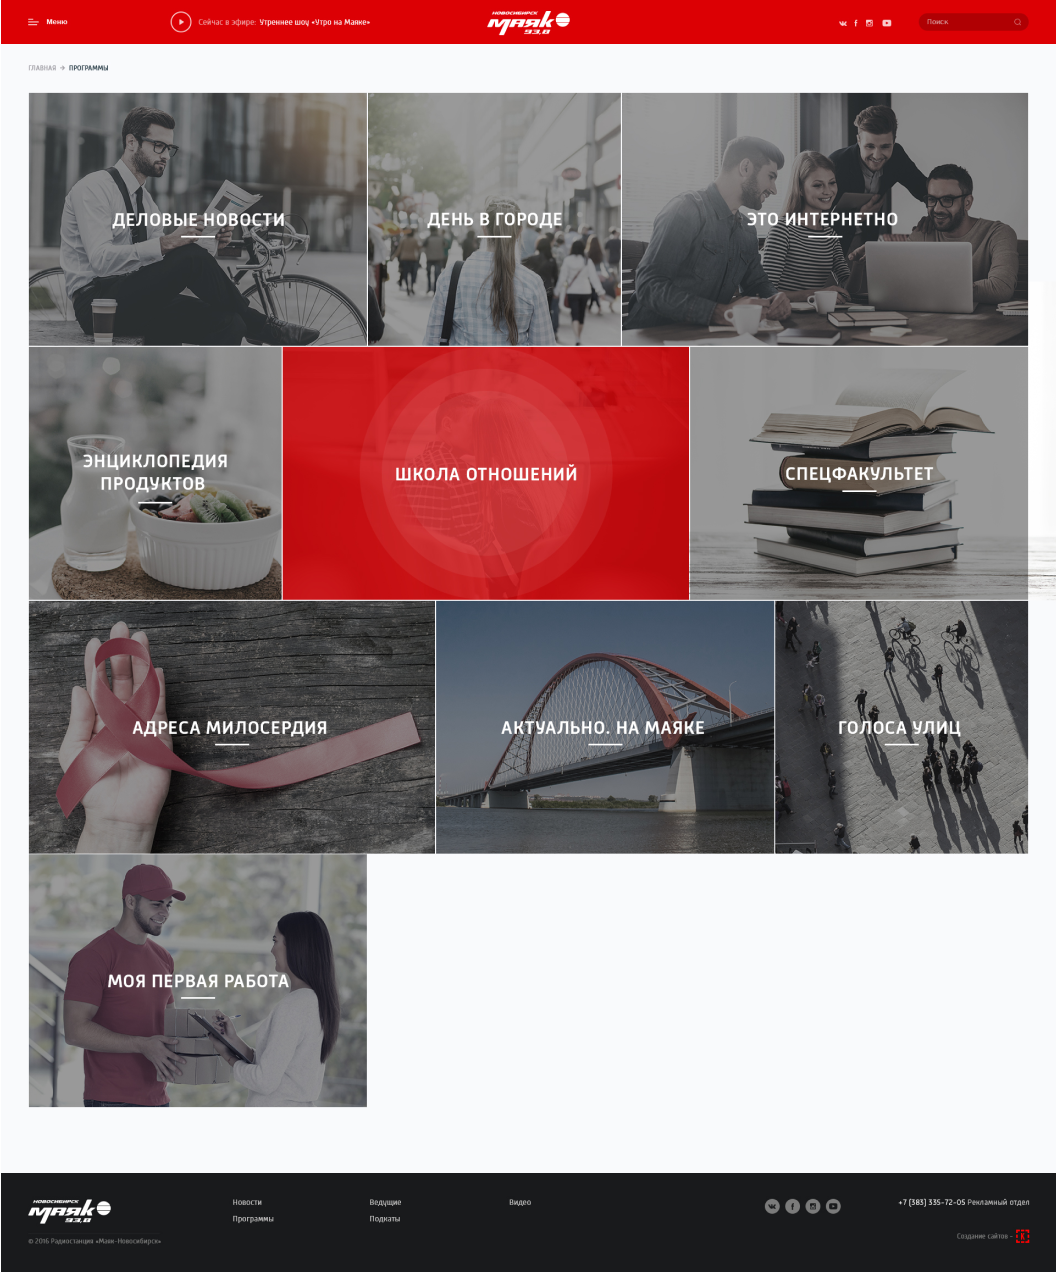 Меню
Сейчас в эфире: Утреннее шоу «Утро на Маяке»
НОВОСИБИРСК
маяк
93,8
Поиск
ГЛАВНАЯ → ПРОГРАММЫ
ДЕЛОВЫЕ НОВОСТИ
ДЕНЬ В ГОРОДЕ
ЭТО ИНТЕРНЕТНО
ЭНЦИКЛОПЕДИЯ
ПРОДУКТОВ
ШКОЛА ОТНОШЕНИЙ
СПЕЦФАКУЛЬТЕТ
АДРЕСА МИЛОСЕРДИЯ
АКТУАЛЬНО. НА МАЯКЕ
ГОЛОСА УЛИЦ
МОЯ ПЕРВАЯ РАБОТА
НОВОСИБИРСК
маяк
93,8
© 2016 Радиостанция «Маяк-Новосибирск»
Новости
Программы
Ведущие
Подкаты
Видео
+7 (383) 335-72-05 Рекламный отдел
Создание сайтов – К